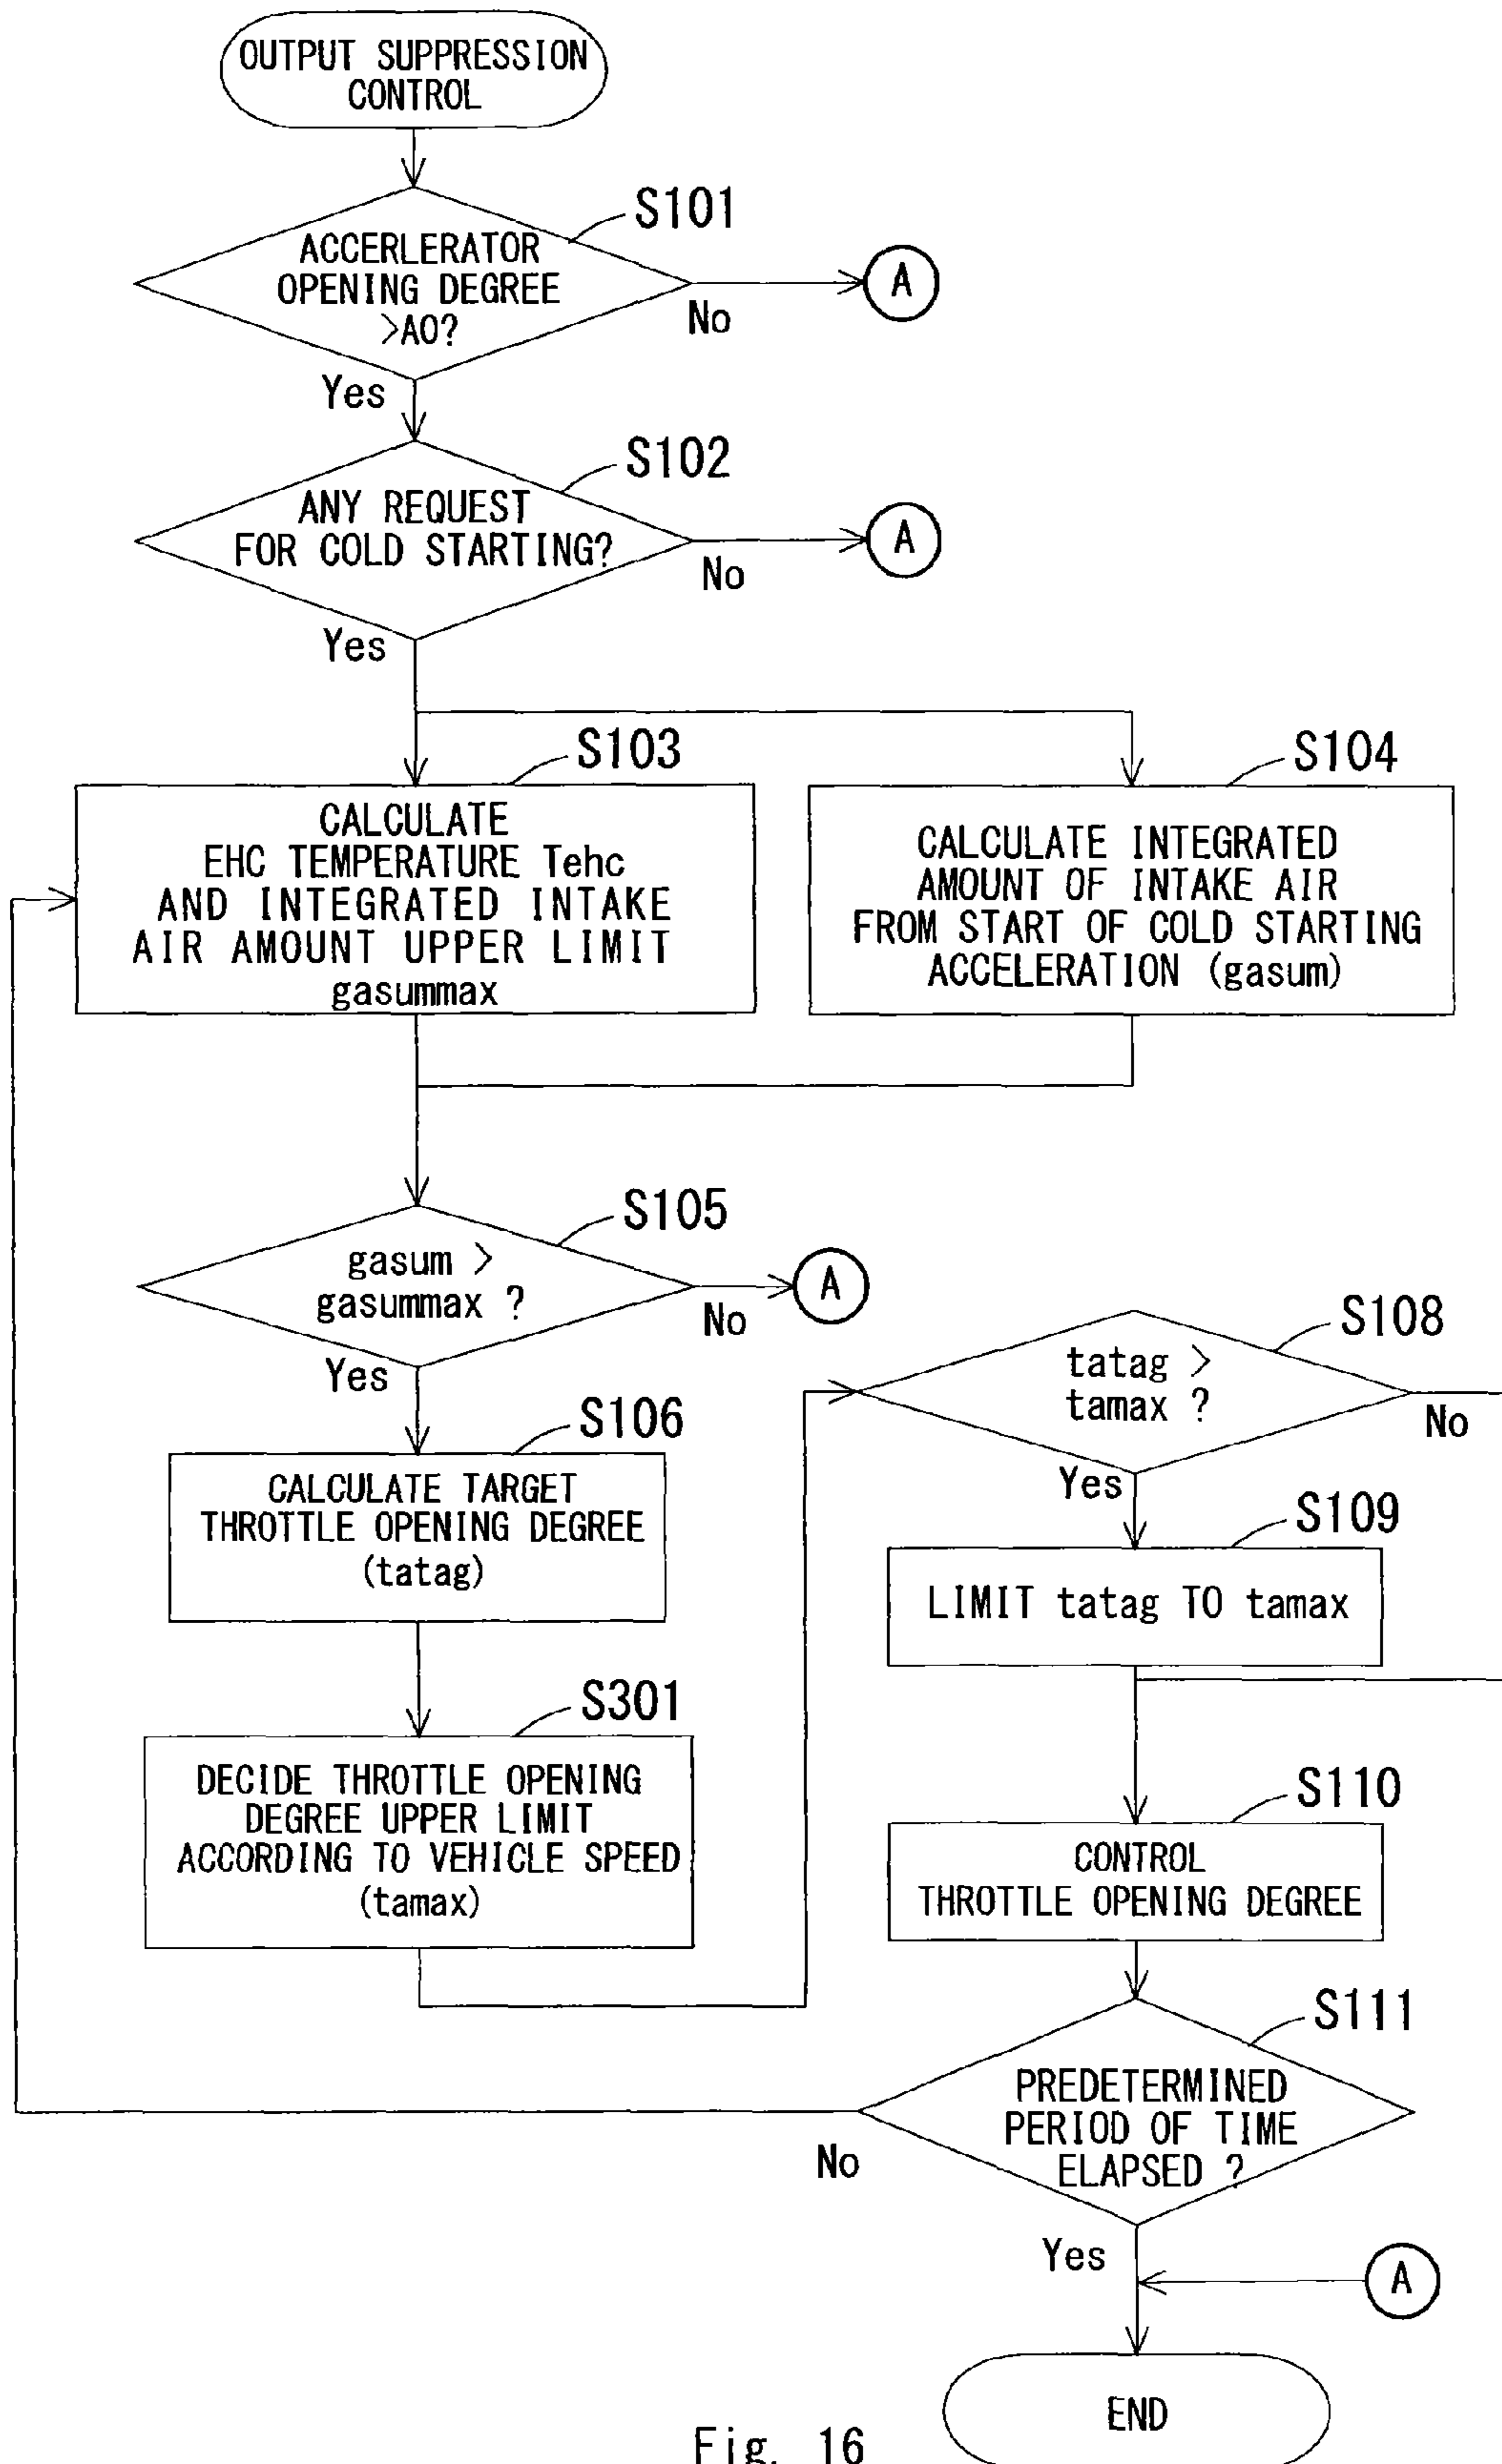 OUTPUT SUPPRESSION
CONTROL
S101
ACCERLERATOR
OPENING DEGREE
>A0?
No
A
Yes
S102
ANY REQUEST
FOR COLD STARTING?
No
A
Yes
S103
CALCULATE
EHC TEMPERATURE Tehc
AND INTEGRATED INTAKE
AIR AMOUNT UPPER LIMIT
gasummax
S104
CALCULATE INTEGRATED
AMOUNT OF INTAKE AIR
FROM START OF COLD STARTING
ACCELERATION (gasum)
S105
gasum >
gasummax ?
No
A
Yes
S106
CALCULATE TARGET
THROTTLE OPENING DEGREE
(tatag)
S301
DECIDE THROTTLE OPENING
DEGREE UPPER LIMIT
ACCORDING TO VEHICLE SPEED
(tamax)
S108
tatag >
tamax ?
No
Yes
S109
LIMIT tatag TO tamax
S110
CONTROL
THROTTLE OPENING DEGREE
S111
PREDETERMINED
PERIOD OF TIME
ELAPSED ?
No
Yes
A
END
Fig. 16